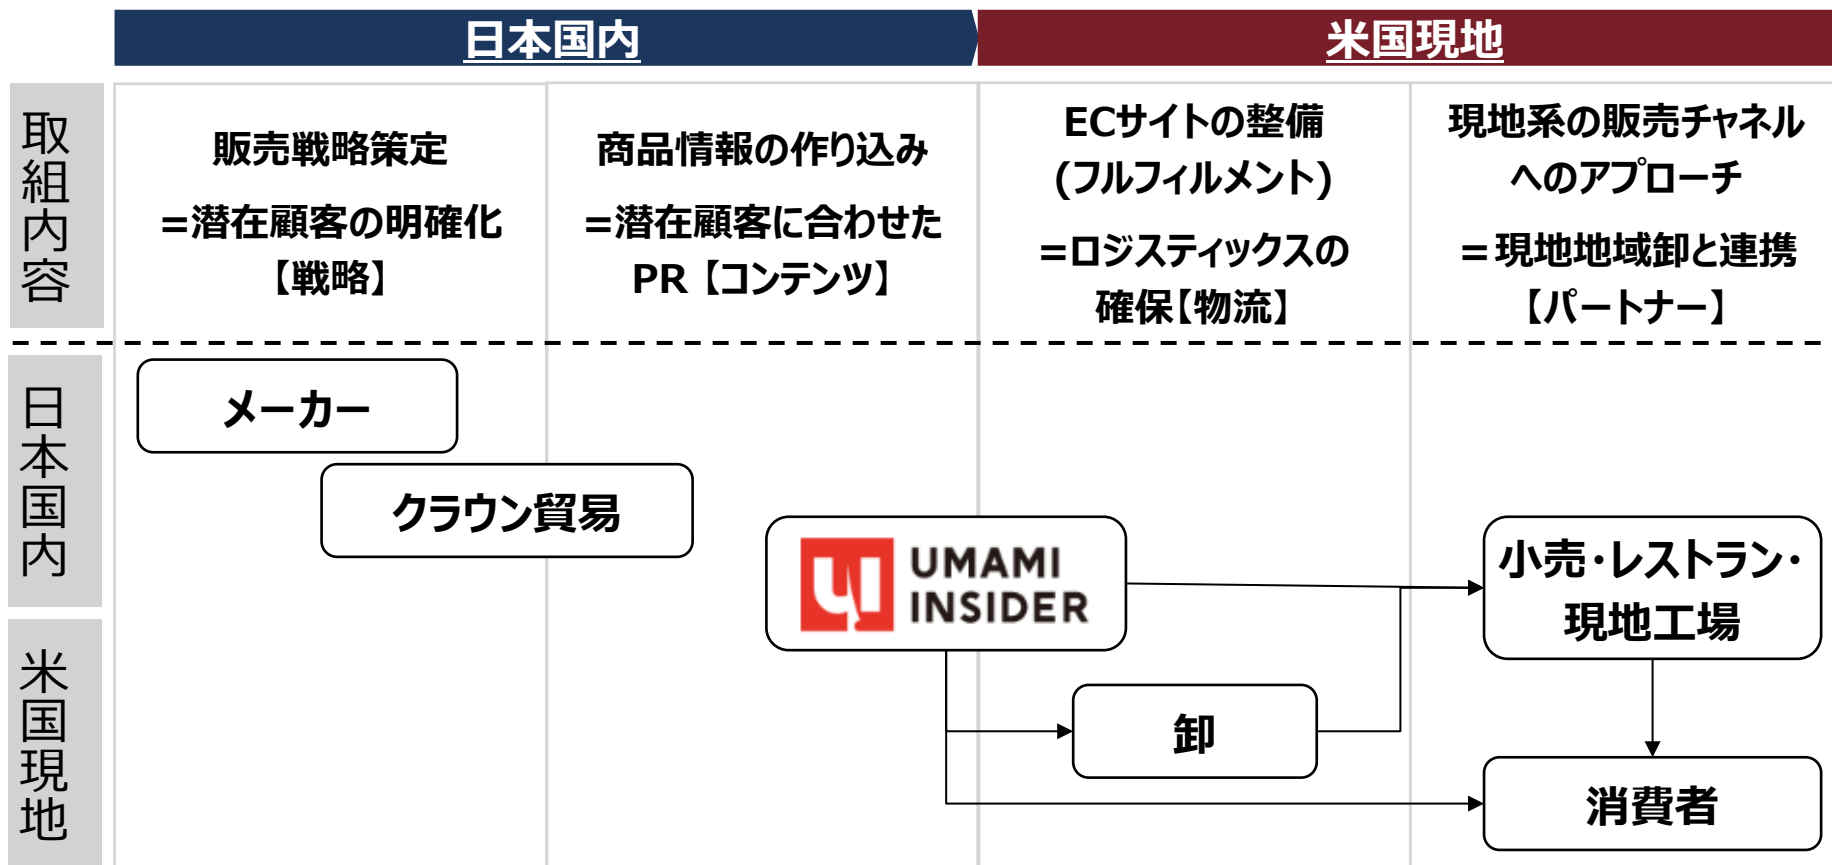 日本国内
米国現地
取組内容
販売戦略策定
=潜在顧客の明確化
【戦略】
商品情報の作り込み
=潜在顧客に合わせた
PR【コンテンツ】
ECサイトの整備
(フルフィルメント)
=ロジスティックスの
確保【物流】
現地系の販売チャネル
へのアプローチ
=現地地域卸と連携
【パートナー】
日本国内
メーカー
クラウン貿易
UMAMI
INSIDER
小売・レストラン・
現地工場
米国現地
卸
消費者